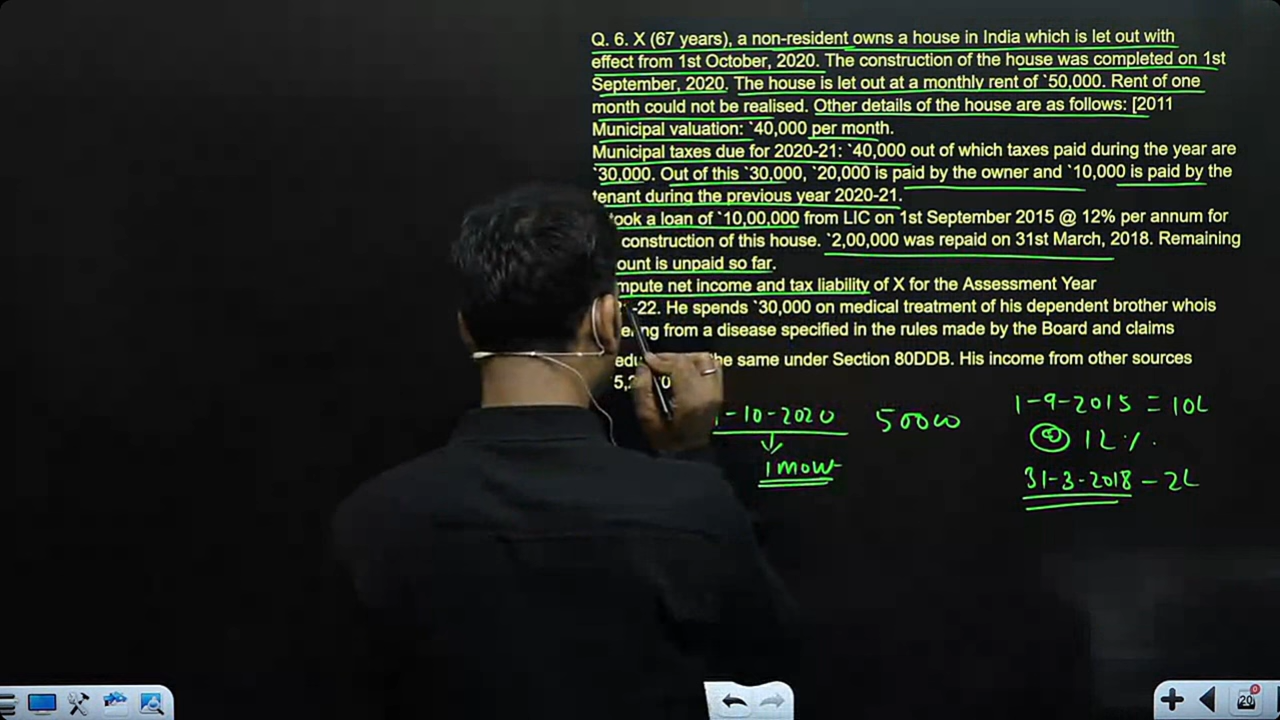 Q. 6. X (67 years), a non-resident owns a house in India which is let out with
effect from 1st October, 2020. The construction of the house was completed on 1st
September, 2020. The house is let out at a monthly rent of `50,000. Rent of one
month could not be realised. Other details of the house are as follows: [2011
Municipal valuation: `40,000 per month.
Municipal taxes due for 2020-21: `40,000 out of which taxes paid during the year are
`30,000. Out of this `30,000, `20,000 is paid by the owner and `10,000 is paid by the
tenant during the previous year 2020-21.
took a loan of `10,00,000 from LIC on 1st September 2015 @ 12% per annum for
construction of this house. `2,00,000 was repaid on 31st March, 2018. Remaining
ount is unpaid so far.
mpute net income and tax liability of X for the Assessment Year
-22. He spends `30,000 on medical treatment of his dependent brother whois
ering from a disease specified in the rules made by the Board and claims
edu he same under Section 80DDB. His income from other sources
-10-2020 50000
1 mon
1-9-2015 = 10L
@ 12%.
31-3-2018 - 2L
20